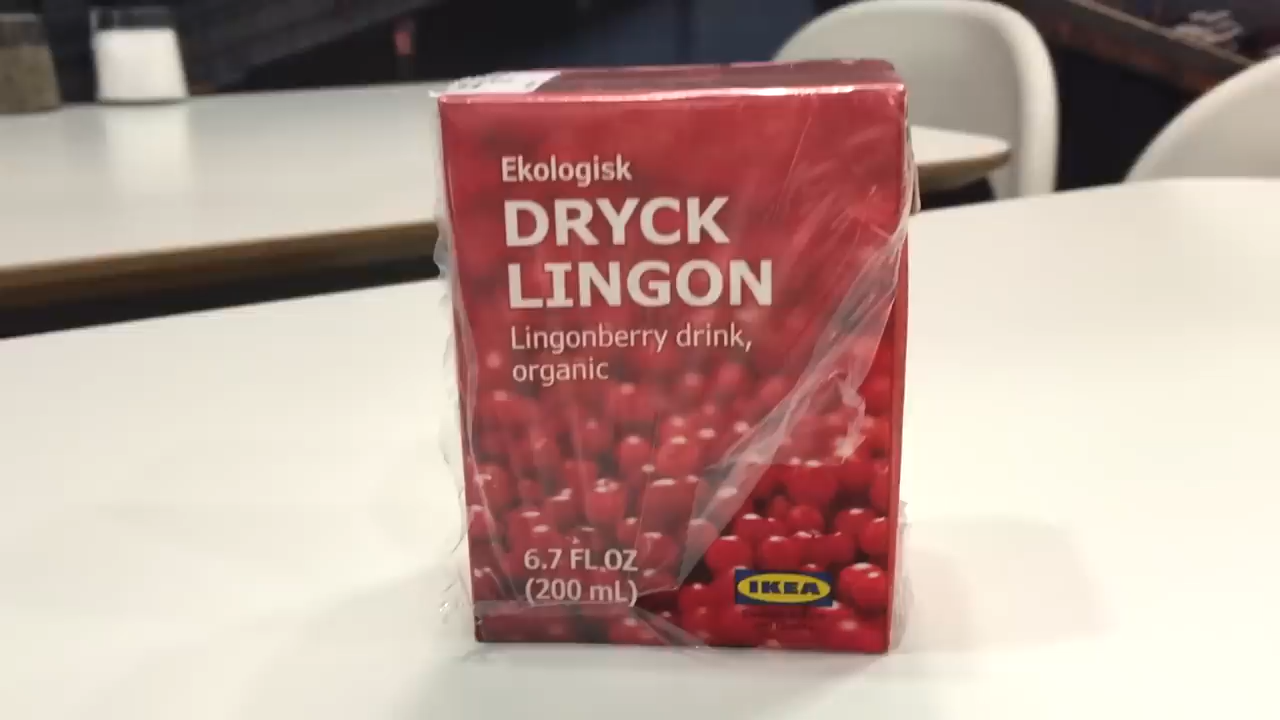 Ekologisk
DRYCK
LINGON
Lingonberry drink,
organic
6.7 FL.OZ
(200 mL)
IKEA